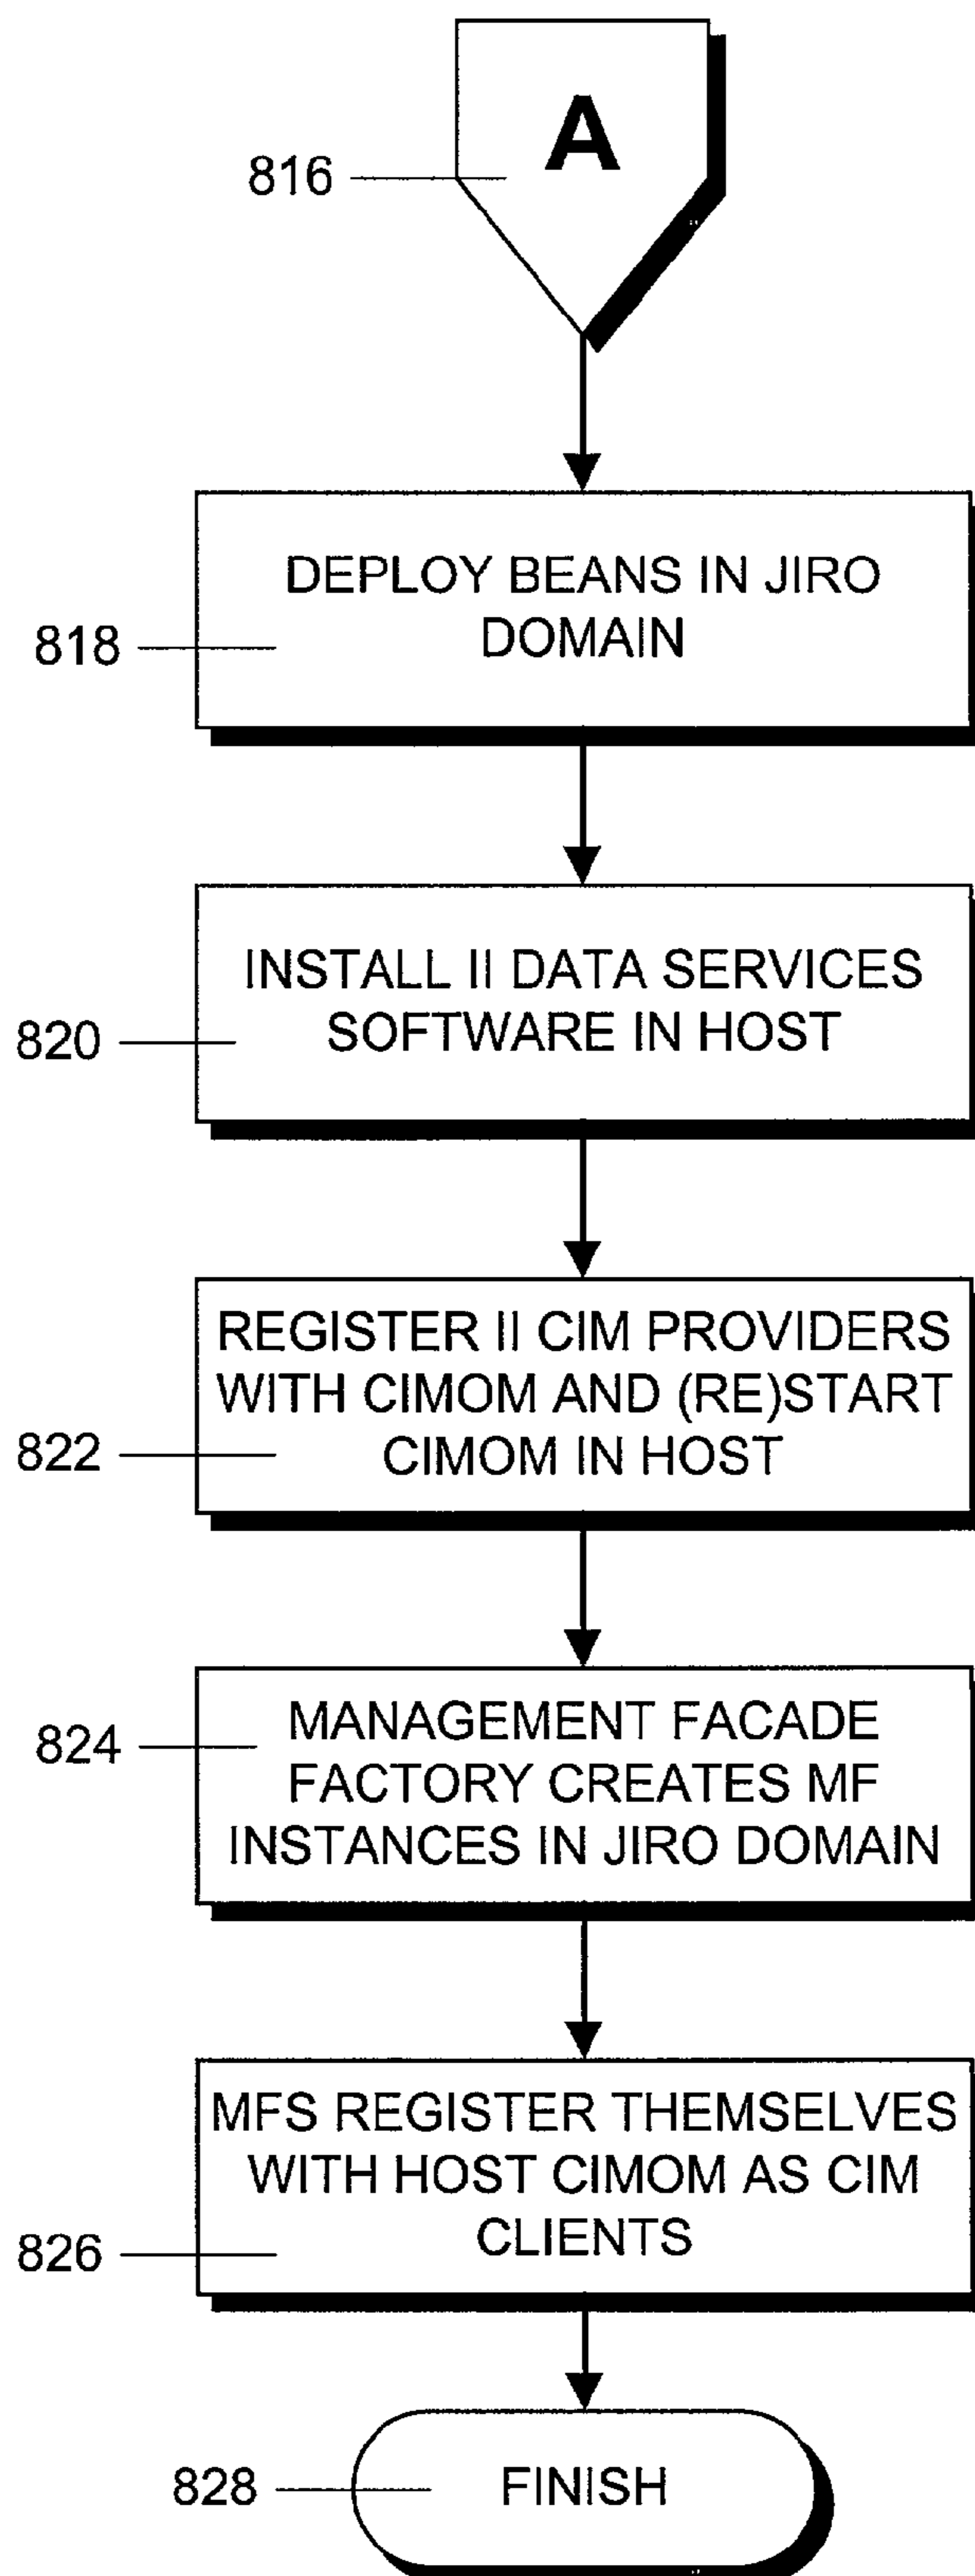 A
816
DEPLOY BEANS IN JIRO
DOMAIN
818
INSTALL II DATA SERVICES
SOFTWARE IN HOST
820
REGISTER II CIM PROVIDERS
WITH CIMOM AND (RE)START
CIMOM IN HOST
822
MANAGEMENT FACADE
FACTORY CREATES MF
INSTANCES IN JIRO DOMAIN
824
MFS REGISTER THEMSELVES
WITH HOST CIMOM AS CIM
CLIENTS
826
FINISH
828